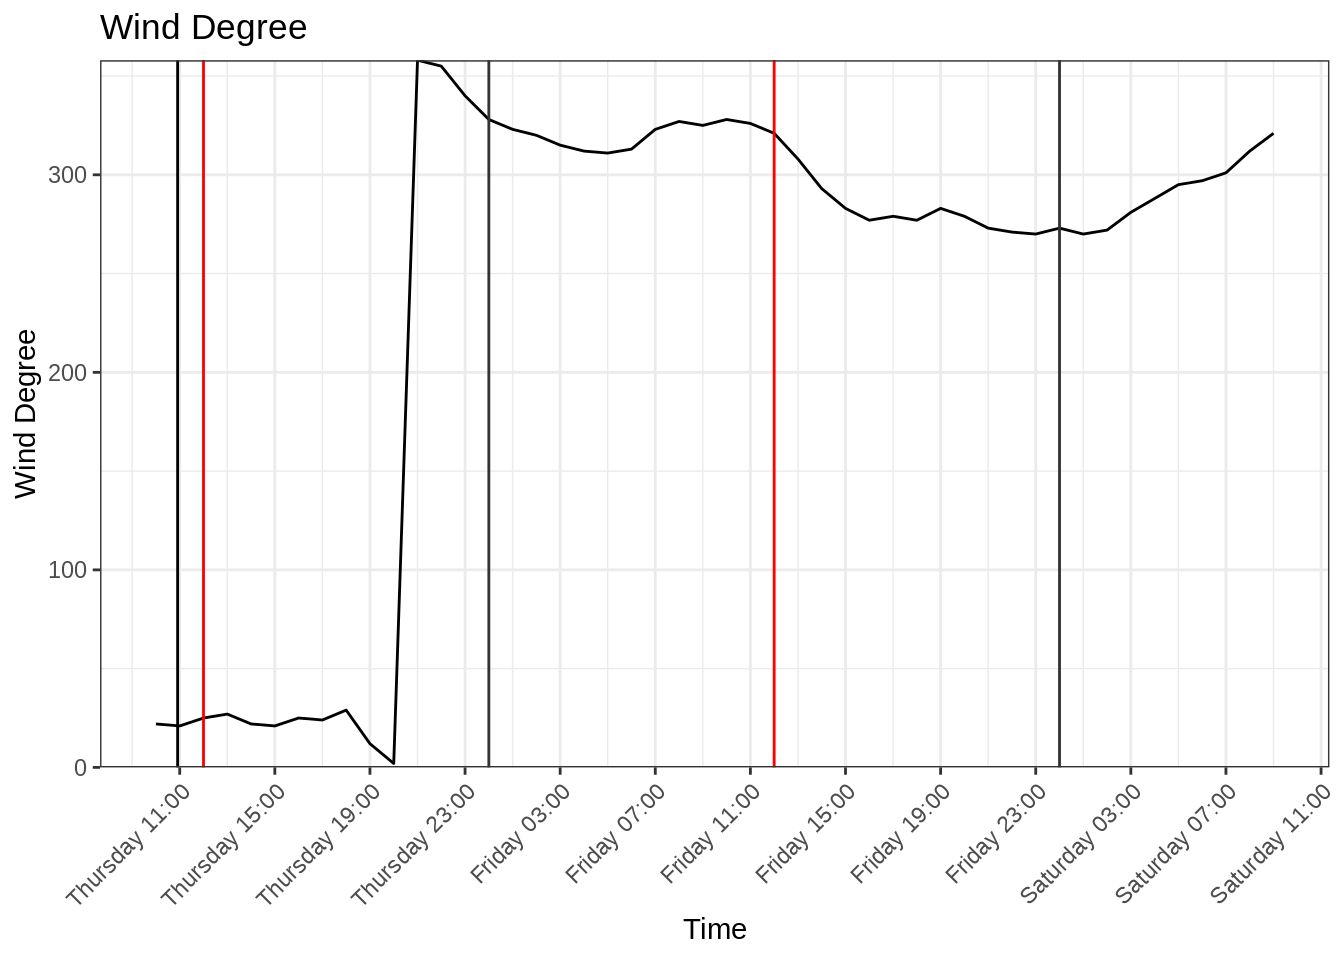 Wind Degree
Wind Degree
300
200
100
0
Thursday 11:00
Thursday 15:00
Thursday 19:00
Thursday 23:00
Friday 03:00
Friday 07:00
Friday 11:00
Friday 15:00
Friday 19:00
Friday 23:00
Saturday 03:00
Saturday 07:00
Saturday 11:00
Time